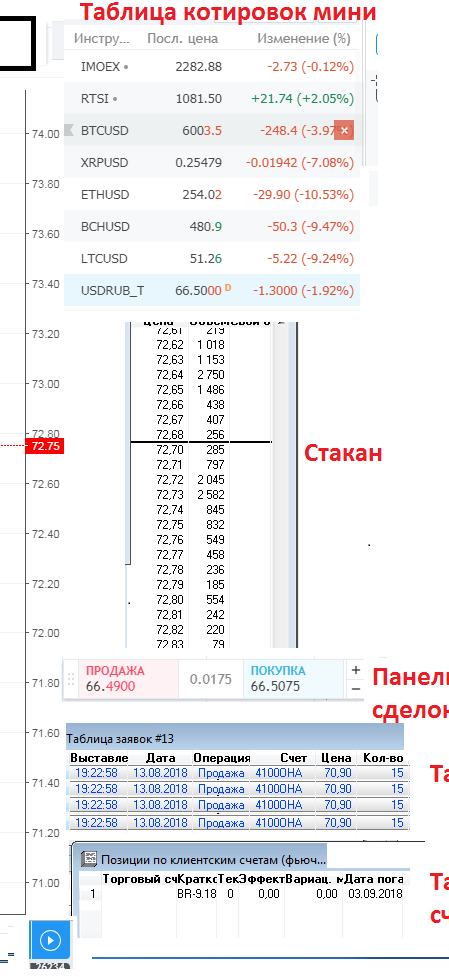 Таблица котировок мини
Инстру... Посл. цена Изменение (%)
IMOEX • 2282.88 -2.73 (-0.12%)
RTSI • 1081.50 +21.74 (+2.05%)
BTCUSD 6003.5 -248.4 (-3.97 ×
XRPUSD 0.25479 -0.01942 (-7.08%)
ETHUSD 254.02 -29.90 (-10.53%)
BCHUSD 480.9 -50.3 (-9.47%)
LTCUSD 51.26 -5.22 (-9.24%)
USDRUB_T 66.5000 D -1.3000 (-1.92%)
74.00
73.80
73.60
73.40
73.20
73.00
72.80
72.75
72.60
72.40
72.20
72.00
71.80
71.60
71.40
71.20
71.00
72,61 219
72,62 1 018
72,63 1 153
72,64 2 750
72,65 1 486
72,66 438
72,67 407
72,68 256
72,70 285
72,71 797
72,72 2 045
72,73 2 582
72,74 845
72,75 832
72,76 549
72,77 458
72,78 236
72,79 185
72,80 554
72,81 242
72,82 220
72,83 79
Стакан
ПРОДАЖА
66.4900
0.0175
ПОКУПКА
66.5075
+
−
Панель
сделок
Таблица заявок #13
Выставле Дата Операция Счет Цена Кол-во
19:22:58 13.08.2018 Продажа 41000НА 70,90 15
19:22:58 13.08.2018 Продажа 41000НА 70,90 15
19:22:58 13.08.2018 Продажа 41000НА 70,90 15
19:22:58 13.08.2018 Продажа 41000НА 70,90 15
Та
Позиции по клиентским счетам (фьюч...
Торговый сч Кратко Тек Эффект Вариац. м Дата пога
1 BR-9.18 0 0,00 0,00 03.09.2018
Та
сч